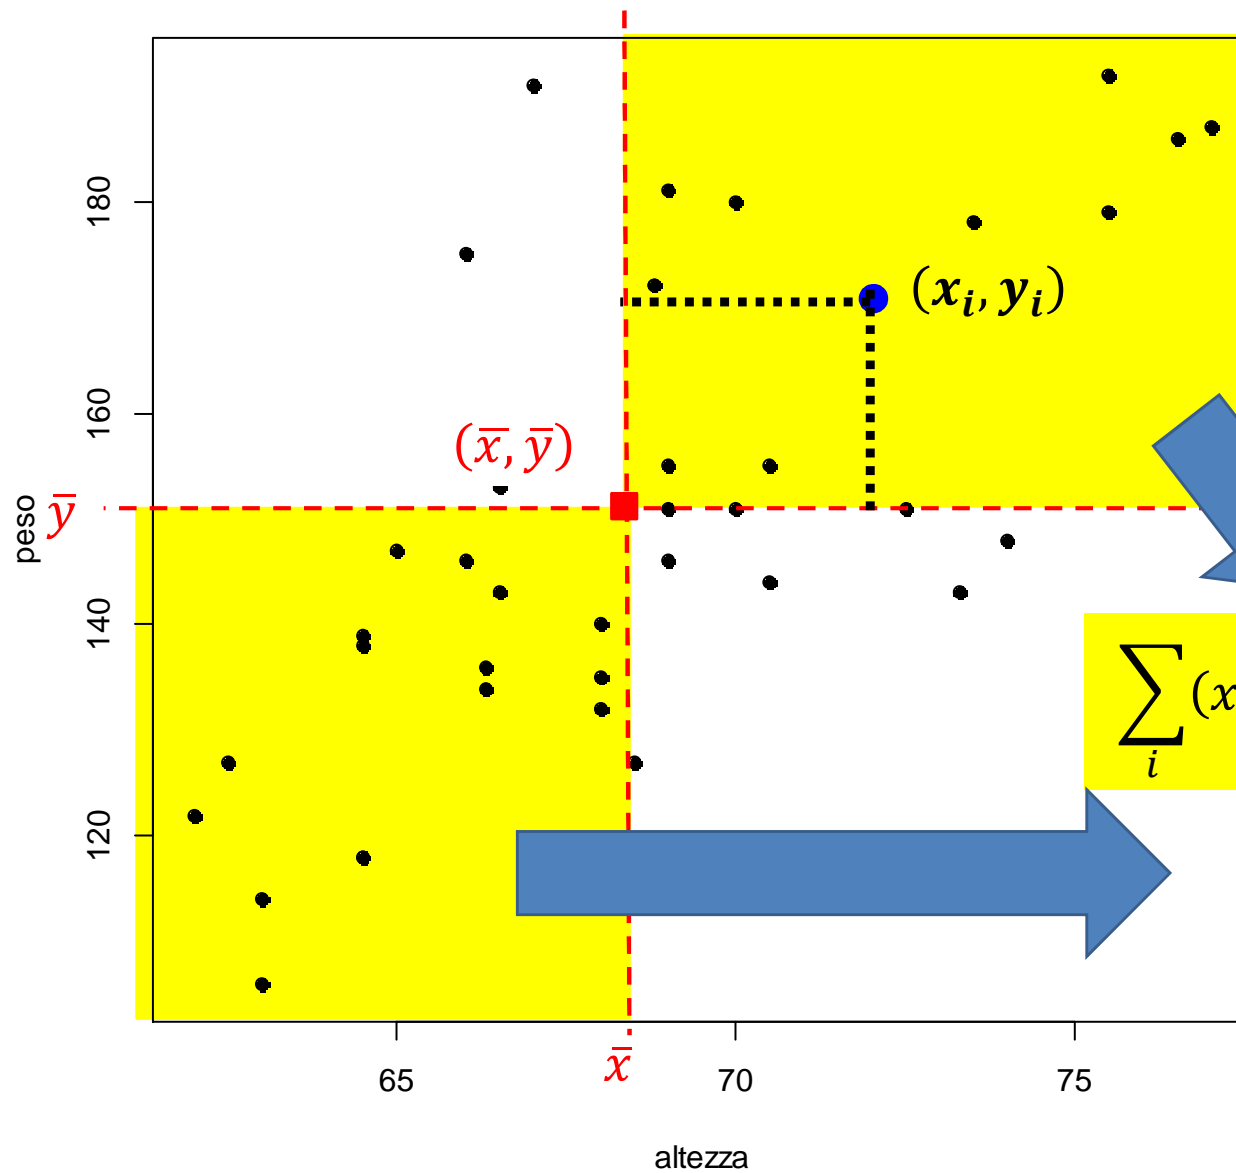 180
160
140
120
peso
y̅
(x̅, y̅)
(xᵢ, yᵢ)
∑ᵢ(x
x̅
65
70
75
altezza